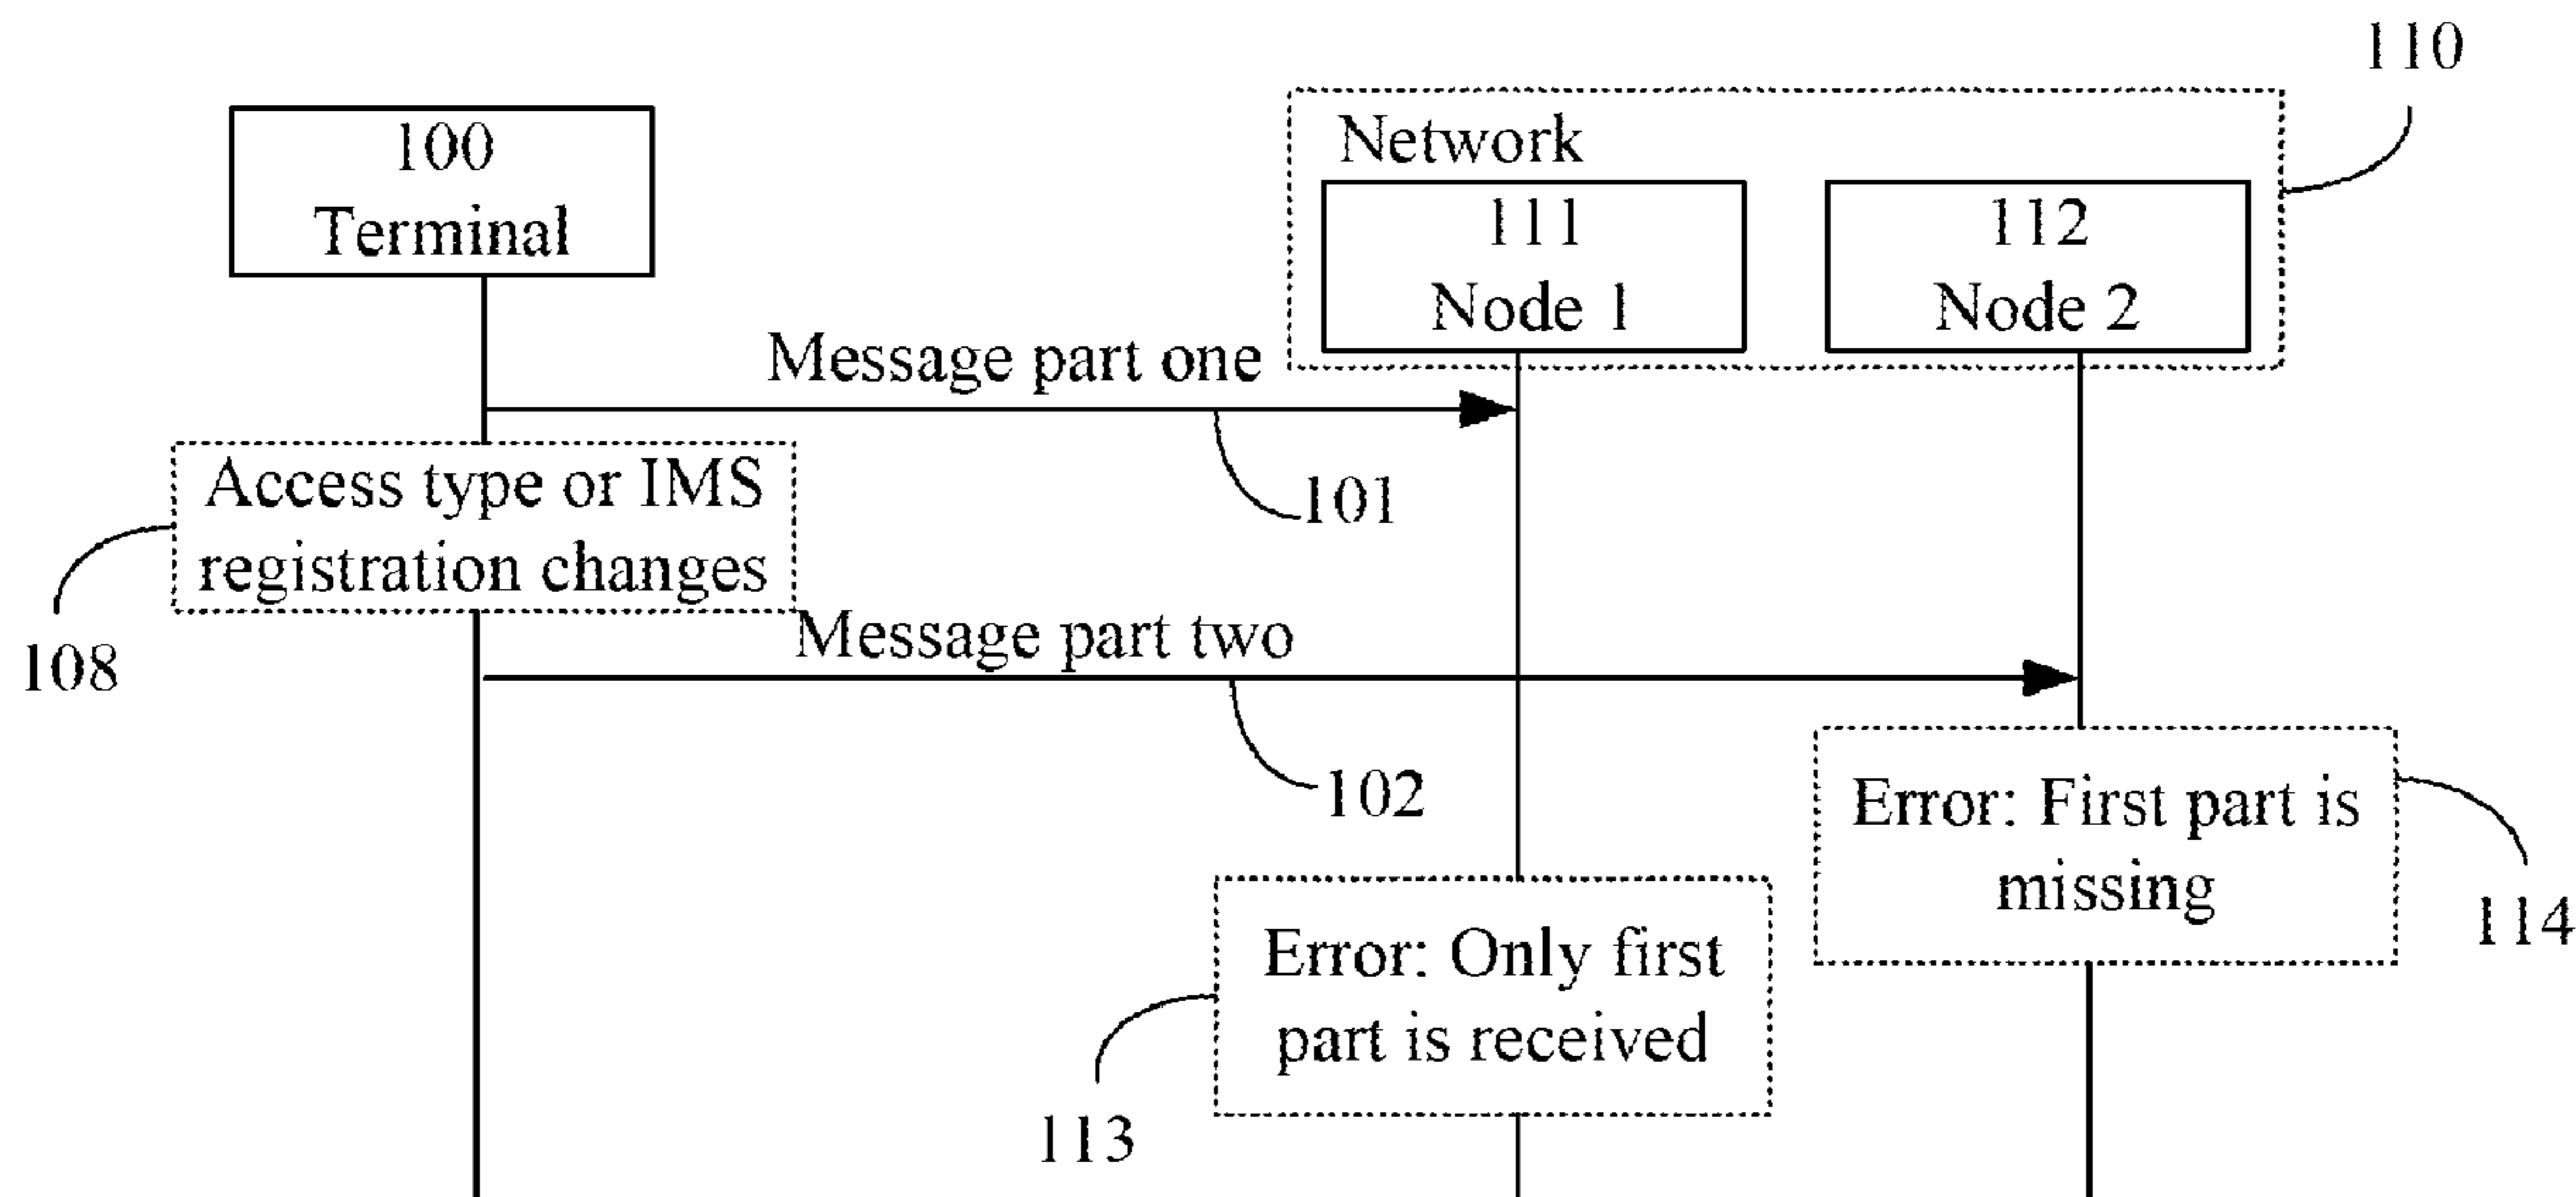 110
100
Terminal
Network
111
Node 1
112
Node 2
Message part one
101
Access type or IMS
registration changes
108
Message part two
102
Error: First part is
missing
114
Error: Only first
part is received
113